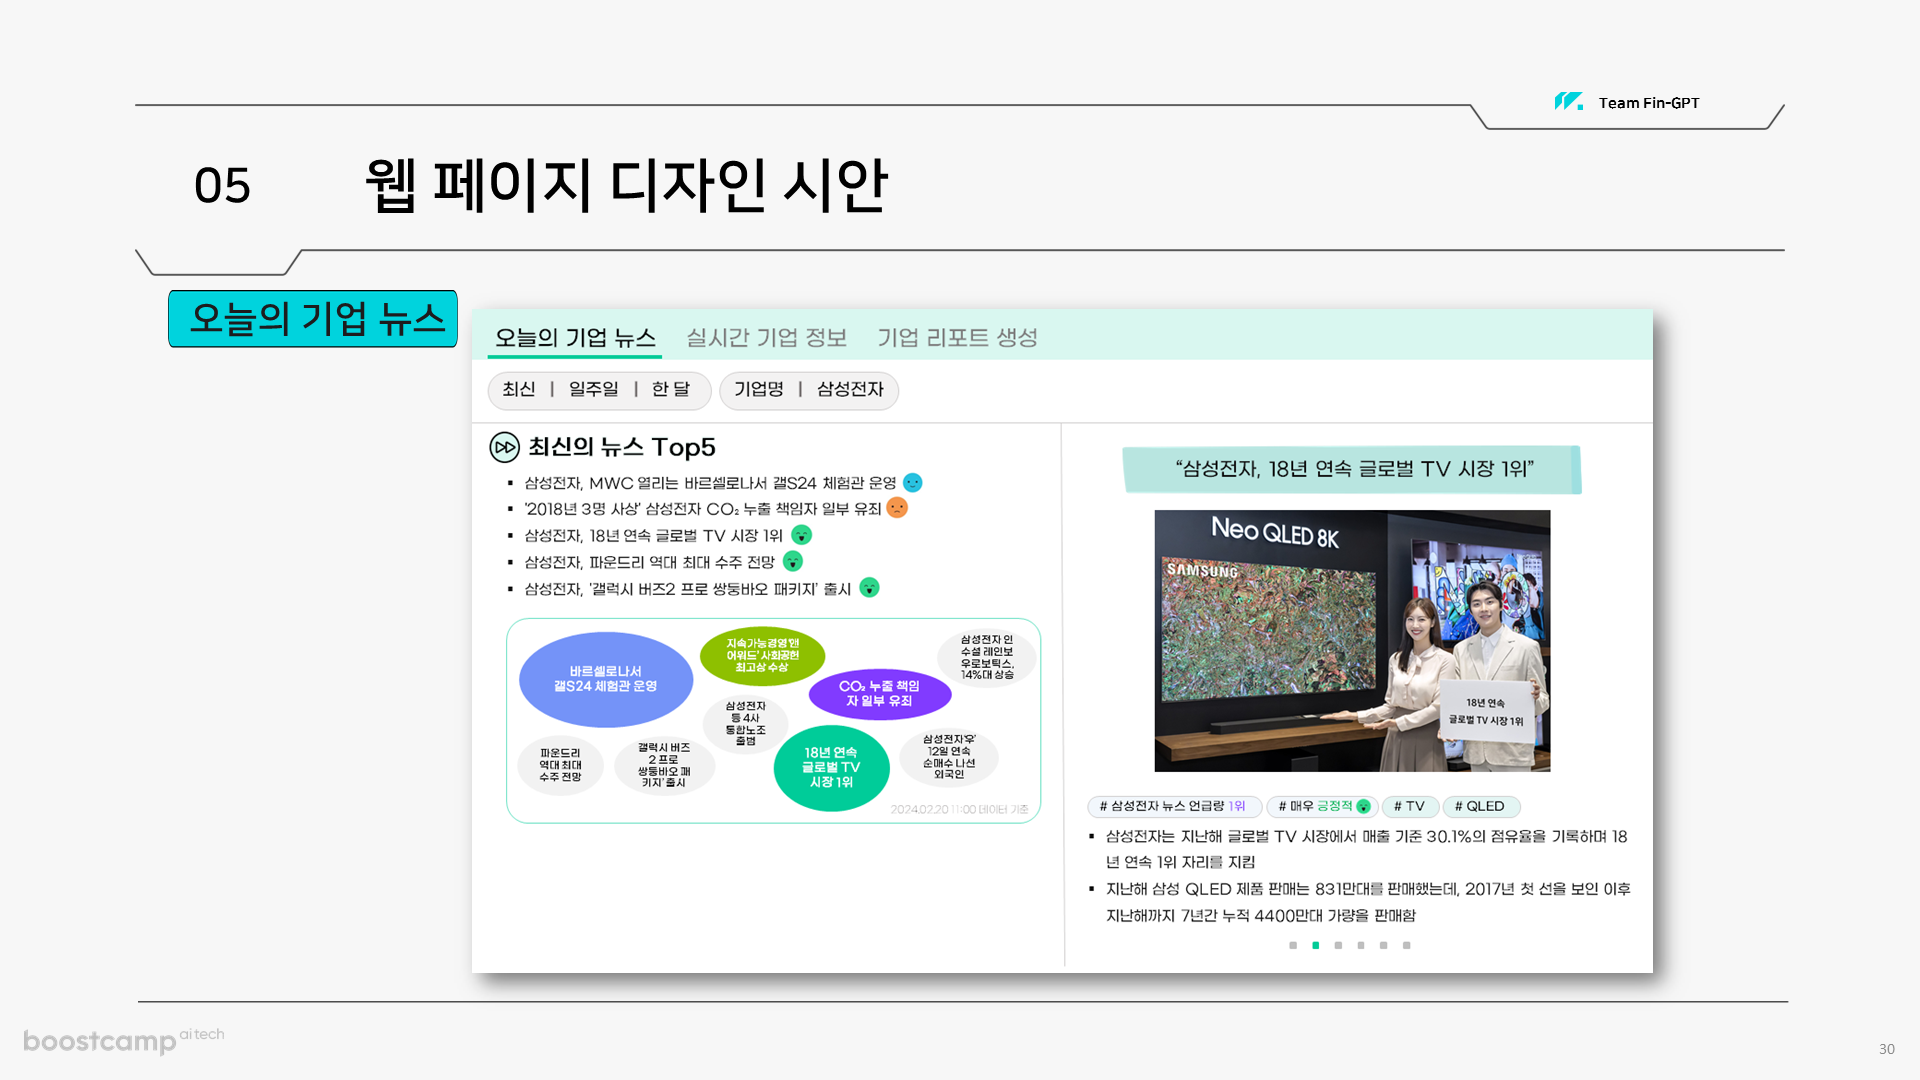 Team Fin-GPT
05
웹 페이지 디자인 시안
오늘의 기업 뉴스
오늘의 기업 뉴스 실시간 기업 정보 기업 리포트 생성
최신 | 일주일 | 한 달 기업명 | 삼성전자
최신의 뉴스 Top5
▪ 삼성전자, MWC 열리는 바르셀로나서 갤S24 체험관 운영
▪ '2018년 3명 사상' 삼성전자 CO₂ 누출 책임자 일부 유죄
▪ 삼성전자, 18년 연속 글로벌 TV 시장 1위
▪ 삼성전자, 파운드리 역대 최대 수주 전망
▪ 삼성전자, '갤럭시 버즈2 프로 쌍둥바오 패키지' 출시
바르셀로나서
갤S24 체험관 운영
지속가능경영'맨
어워드' 사회공헌
최고상 수상
CO₂ 누출 책임
자 일부 유죄
삼성전자 인
수설 레인보
우로보틱스,
14%대 상승
삼성전자
등 4사
통합노조
출범
파운드리
역대 최대
수주 전망
갤럭시 버즈
2 프로
쌍둥바오 패
키지' 출시
18년 연속
글로벌 TV
시장 1위
삼성전자'우'
12일 연속
순매수 나선
외국인
2024.02.20 11:00 데이터 기준
“삼성전자, 18년 연속 글로벌 TV 시장 1위”
Neo QLED 8K
SAMSUNG
18년 연속
글로벌 TV 시장 1위
# 삼성전자 뉴스 언급량 1위 # 매우 긍정적 # TV # QLED
▪ 삼성전자는 지난해 글로벌 TV 시장에서 매출 기준 30.1%의 점유율을 기록하며 18
년 연속 1위 자리를 지킴
▪ 지난해 삼성 QLED 제품 판매는 831만대를 판매했는데, 2017년 첫 선을 보인 이후
지난해까지 7년간 누적 4400만대 가량을 판매함
boostcamp ai tech
30